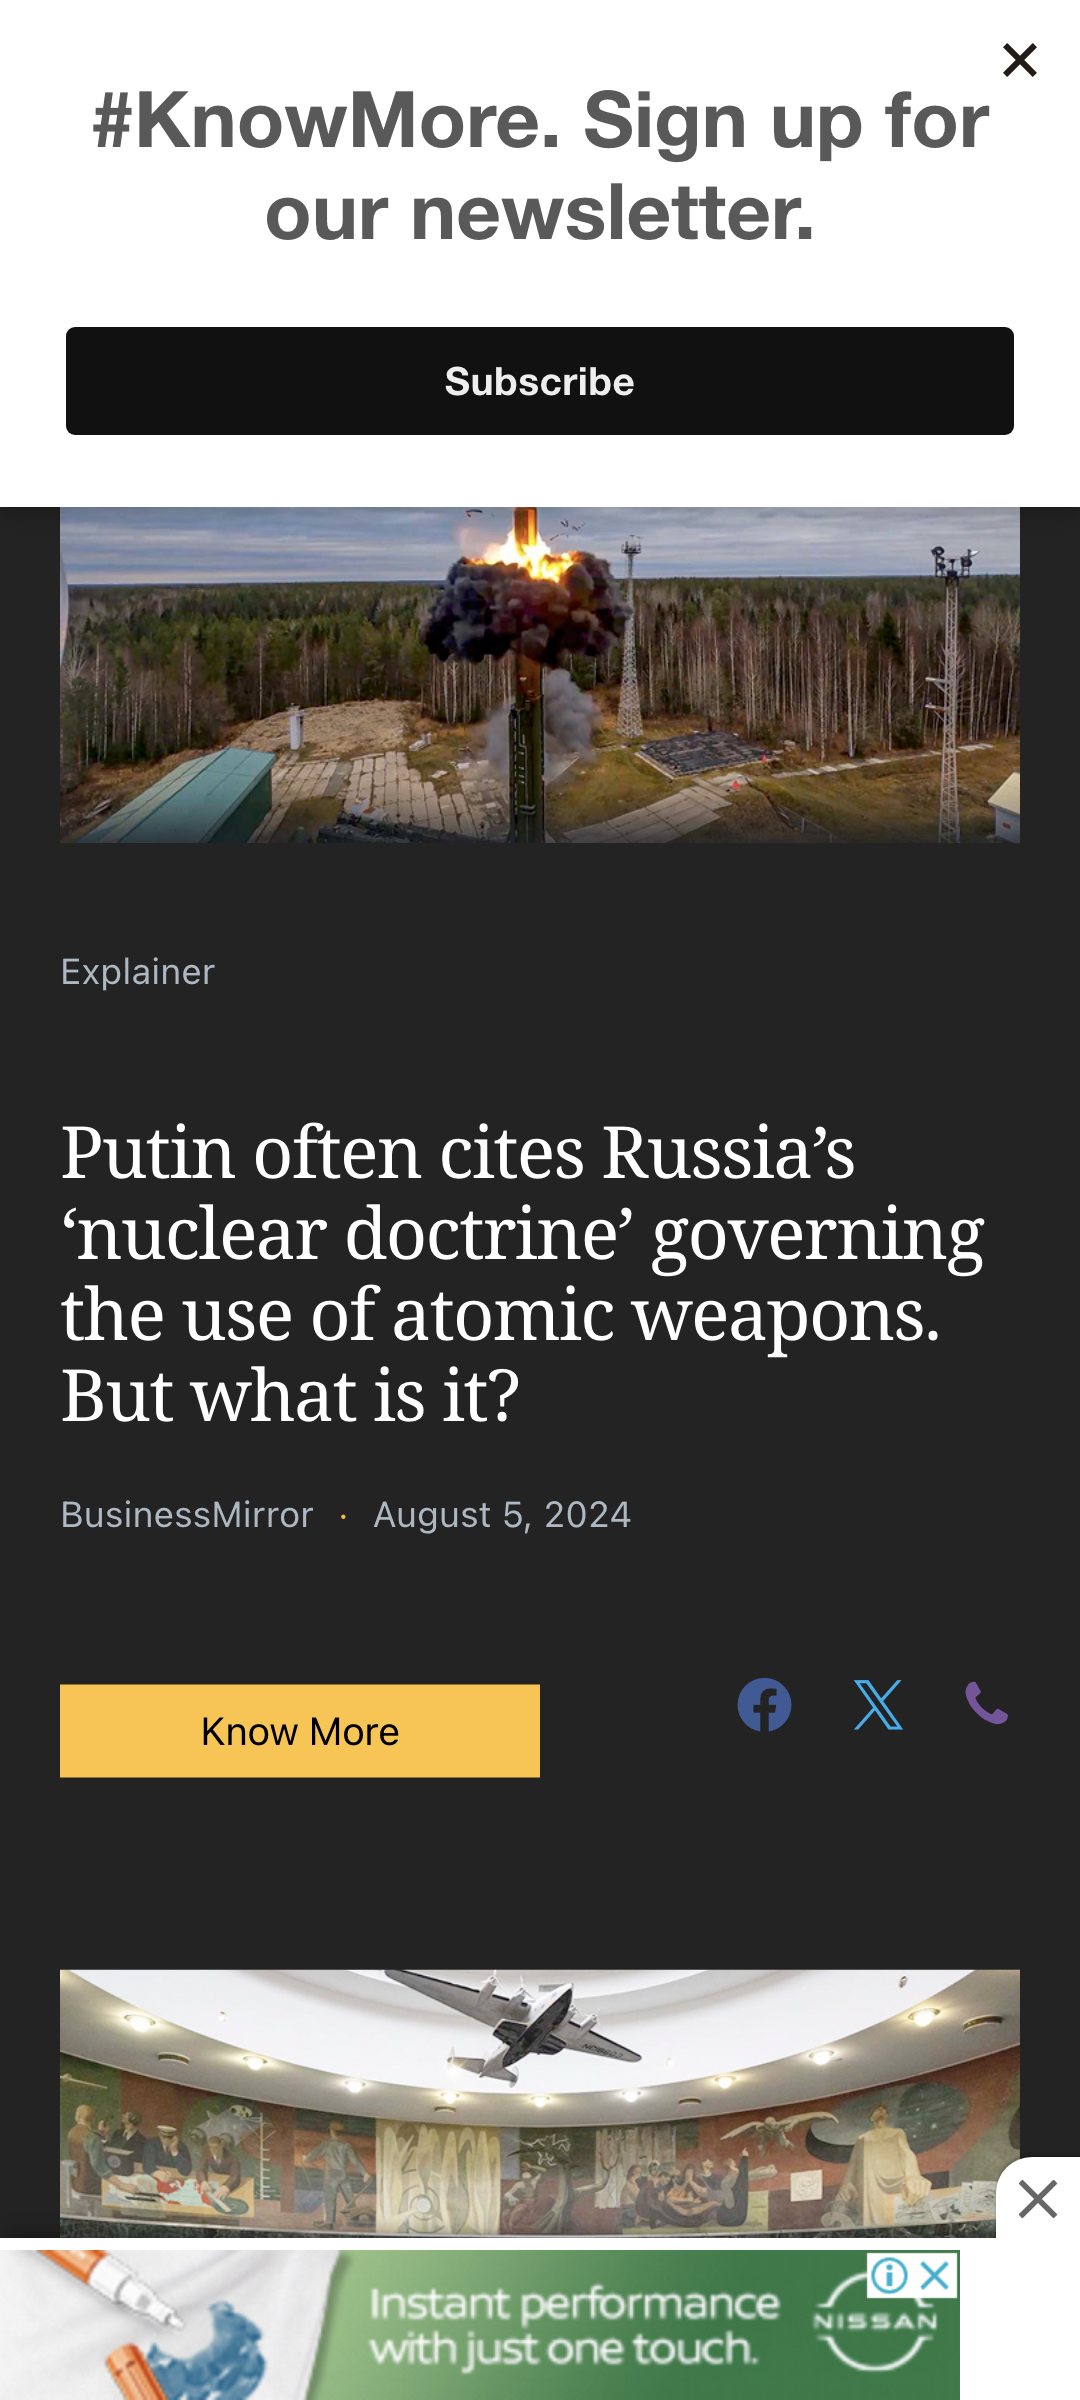 #KnowMore. Sign up for
our newsletter.
Subscribe
Explainer
Putin often cites Russia’s
‘nuclear doctrine’ governing
the use of atomic weapons.
But what is it?
BusinessMirror · August 5, 2024
Know More
Instant performance
with just one touch.
NISSAN